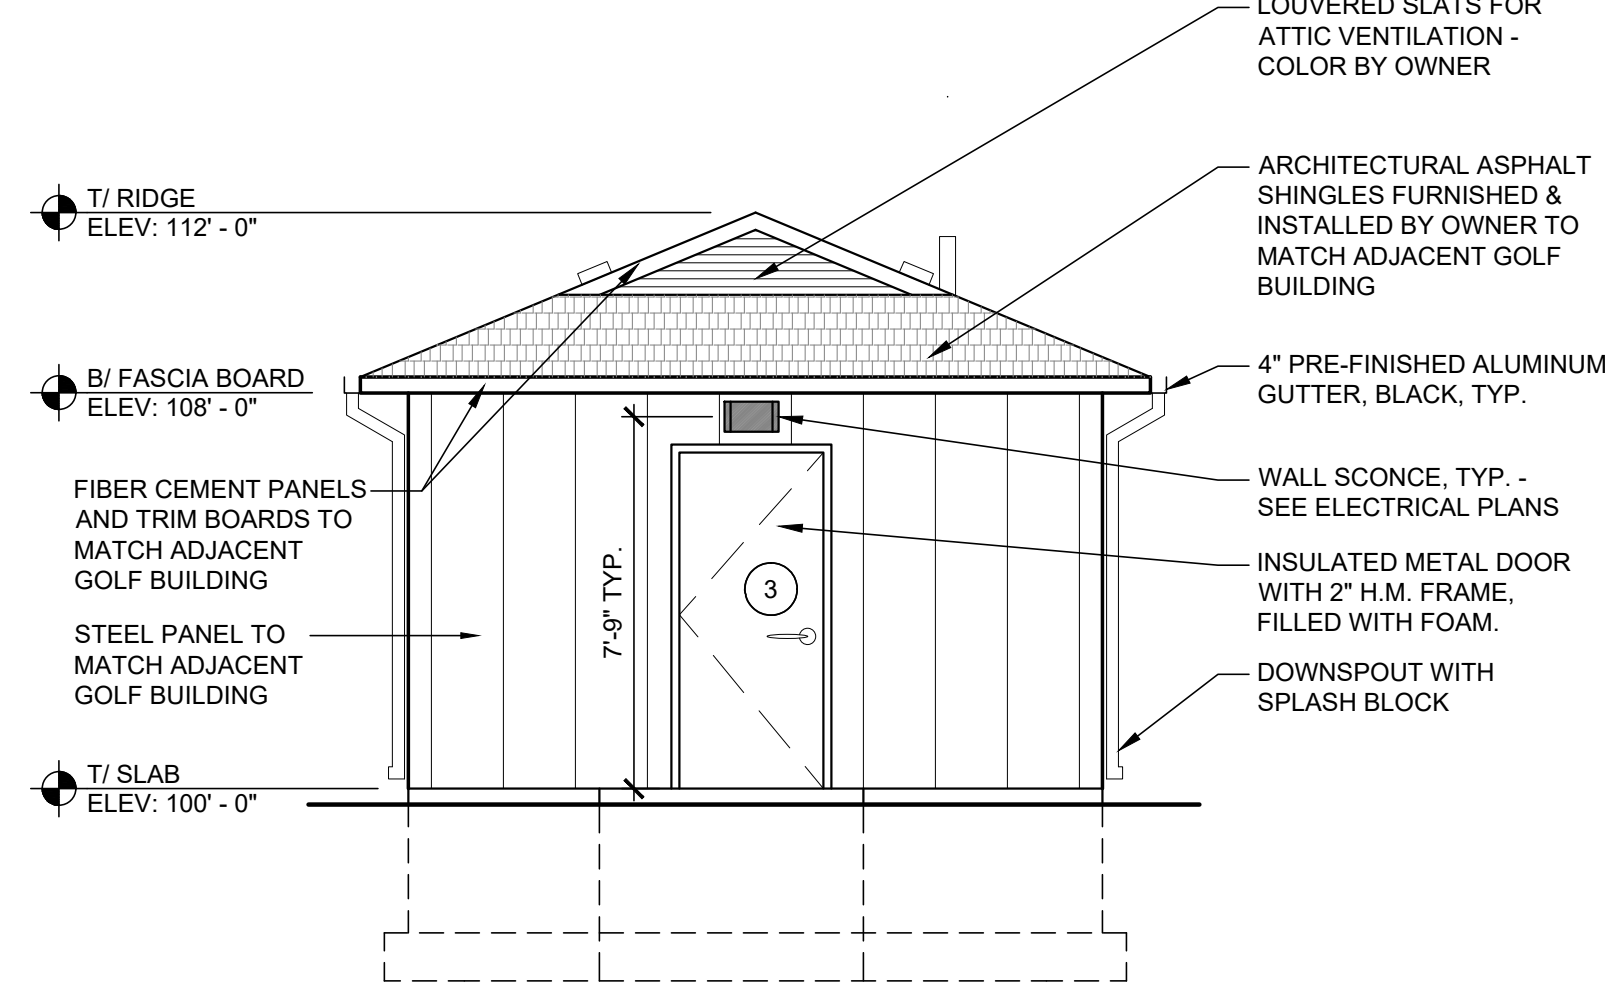 LOUVERED SLATS FOR
ATTIC VENTILATION -
COLOR BY OWNER
ARCHITECTURAL ASPHALT
SHINGLES FURNISHED &
INSTALLED BY OWNER TO
MATCH ADJACENT GOLF
BUILDING
T/ RIDGE
ELEV: 112' - 0"
B/ FASCIA BOARD
ELEV: 108' - 0"
4" PRE-FINISHED ALUMINUM
GUTTER, BLACK, TYP.
FIBER CEMENT PANELS
AND TRIM BOARDS TO
MATCH ADJACENT
GOLF BUILDING
WALL SCONCE, TYP. -
SEE ELECTRICAL PLANS
INSULATED METAL DOOR
WITH 2" H.M. FRAME,
FILLED WITH FOAM.
7'-9" TYP.
3
STEEL PANEL TO
MATCH ADJACENT
GOLF BUILDING
DOWNSPOUT WITH
SPLASH BLOCK
T/ SLAB
ELEV: 100' - 0"